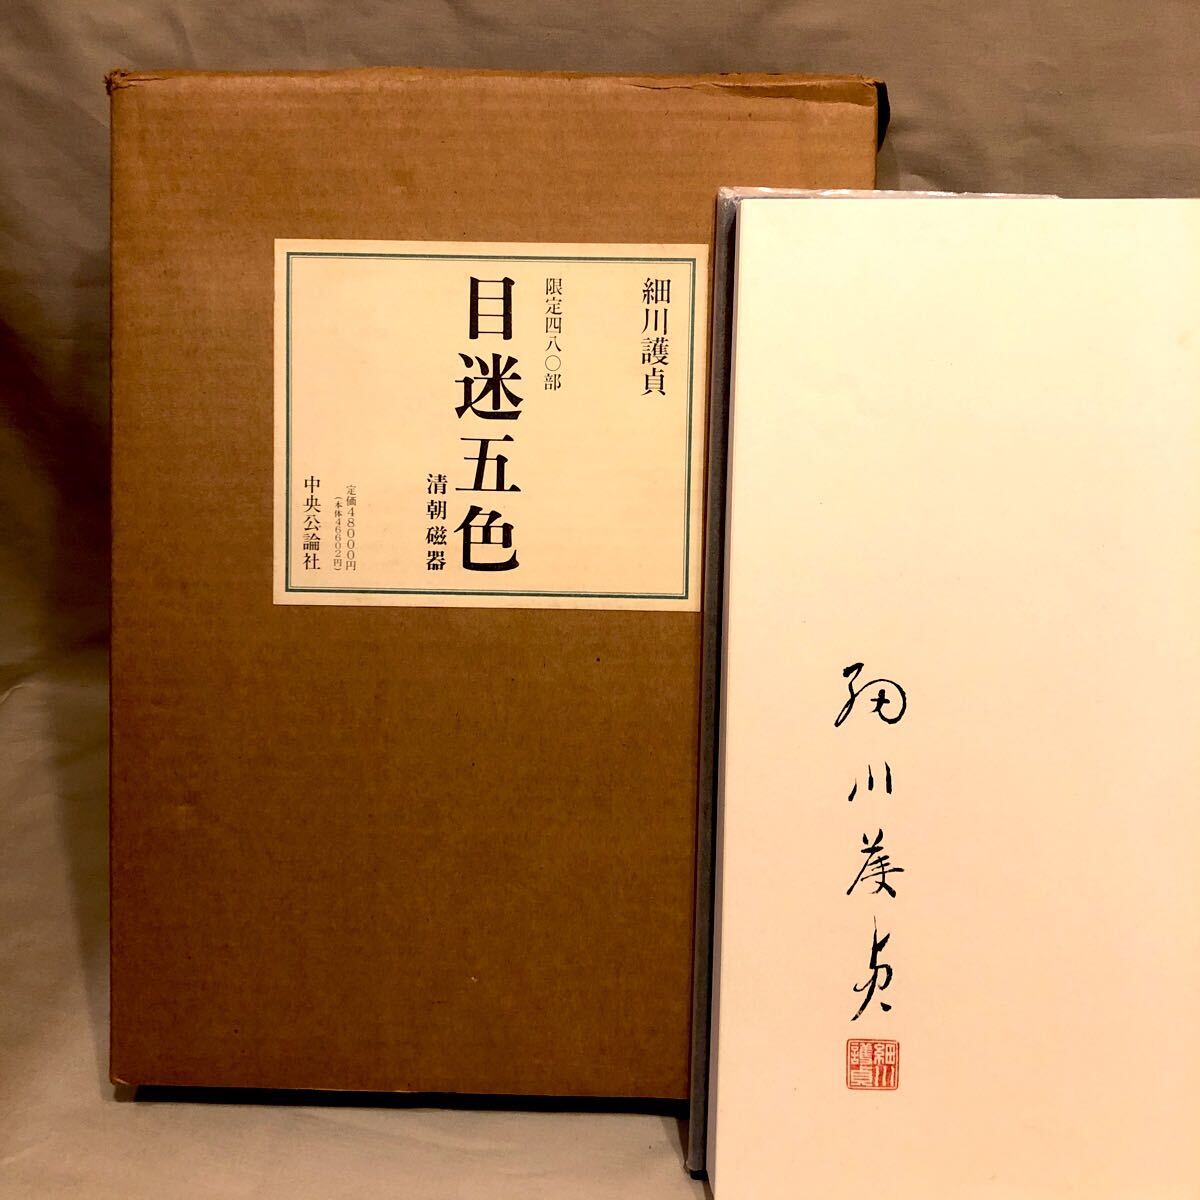 細川護貞
限定四八〇部
目迷五色
清朝磁器
定価48000円
(本体46602円)
中央公論社
細川護貞
細川
護貞